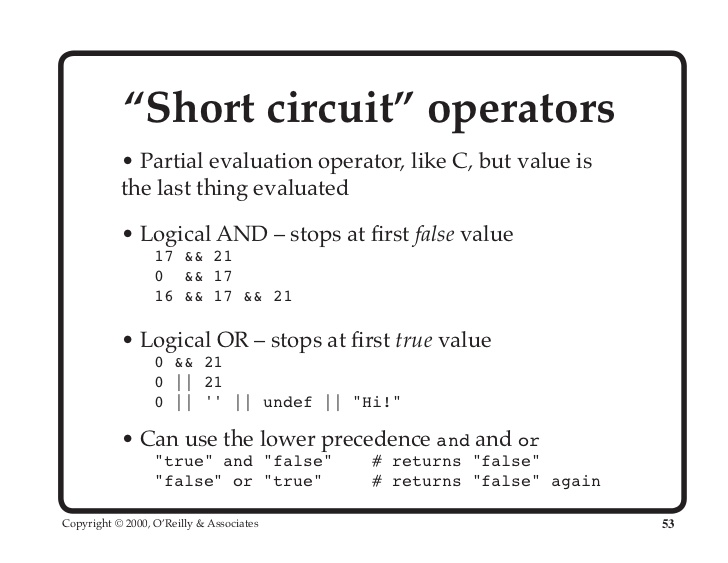 “Short circuit” operators
• Partial evaluation operator, like C, but value is
the last thing evaluated
• Logical AND – stops at first false value
17 && 21
0  && 17
16 && 17 && 21
• Logical OR – stops at first true value
0 && 21
0 || 21
0 || '' || undef || "Hi!"
• Can use the lower precedence and and or
"true" and "false"    # returns "false"
"false" or "true"     # returns "false" again
Copyright © 2000, O’Reilly & Associates
53